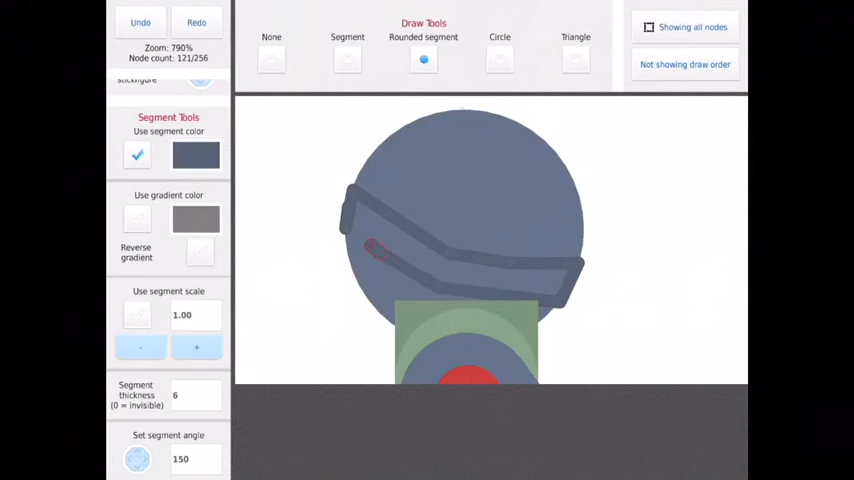 Undo
Redo
Zoom: 790%
Node count: 121/256
stickfigure
Segment Tools
Use segment color
Use gradient color
Reverse
gradient
Use segment scale
1.00
-
+
Segment
thickness
(0 = invisible)
6
Set segment angle
150
Draw Tools
None
Segment
Rounded segment
Circle
Triangle
Showing all nodes
Not showing draw order